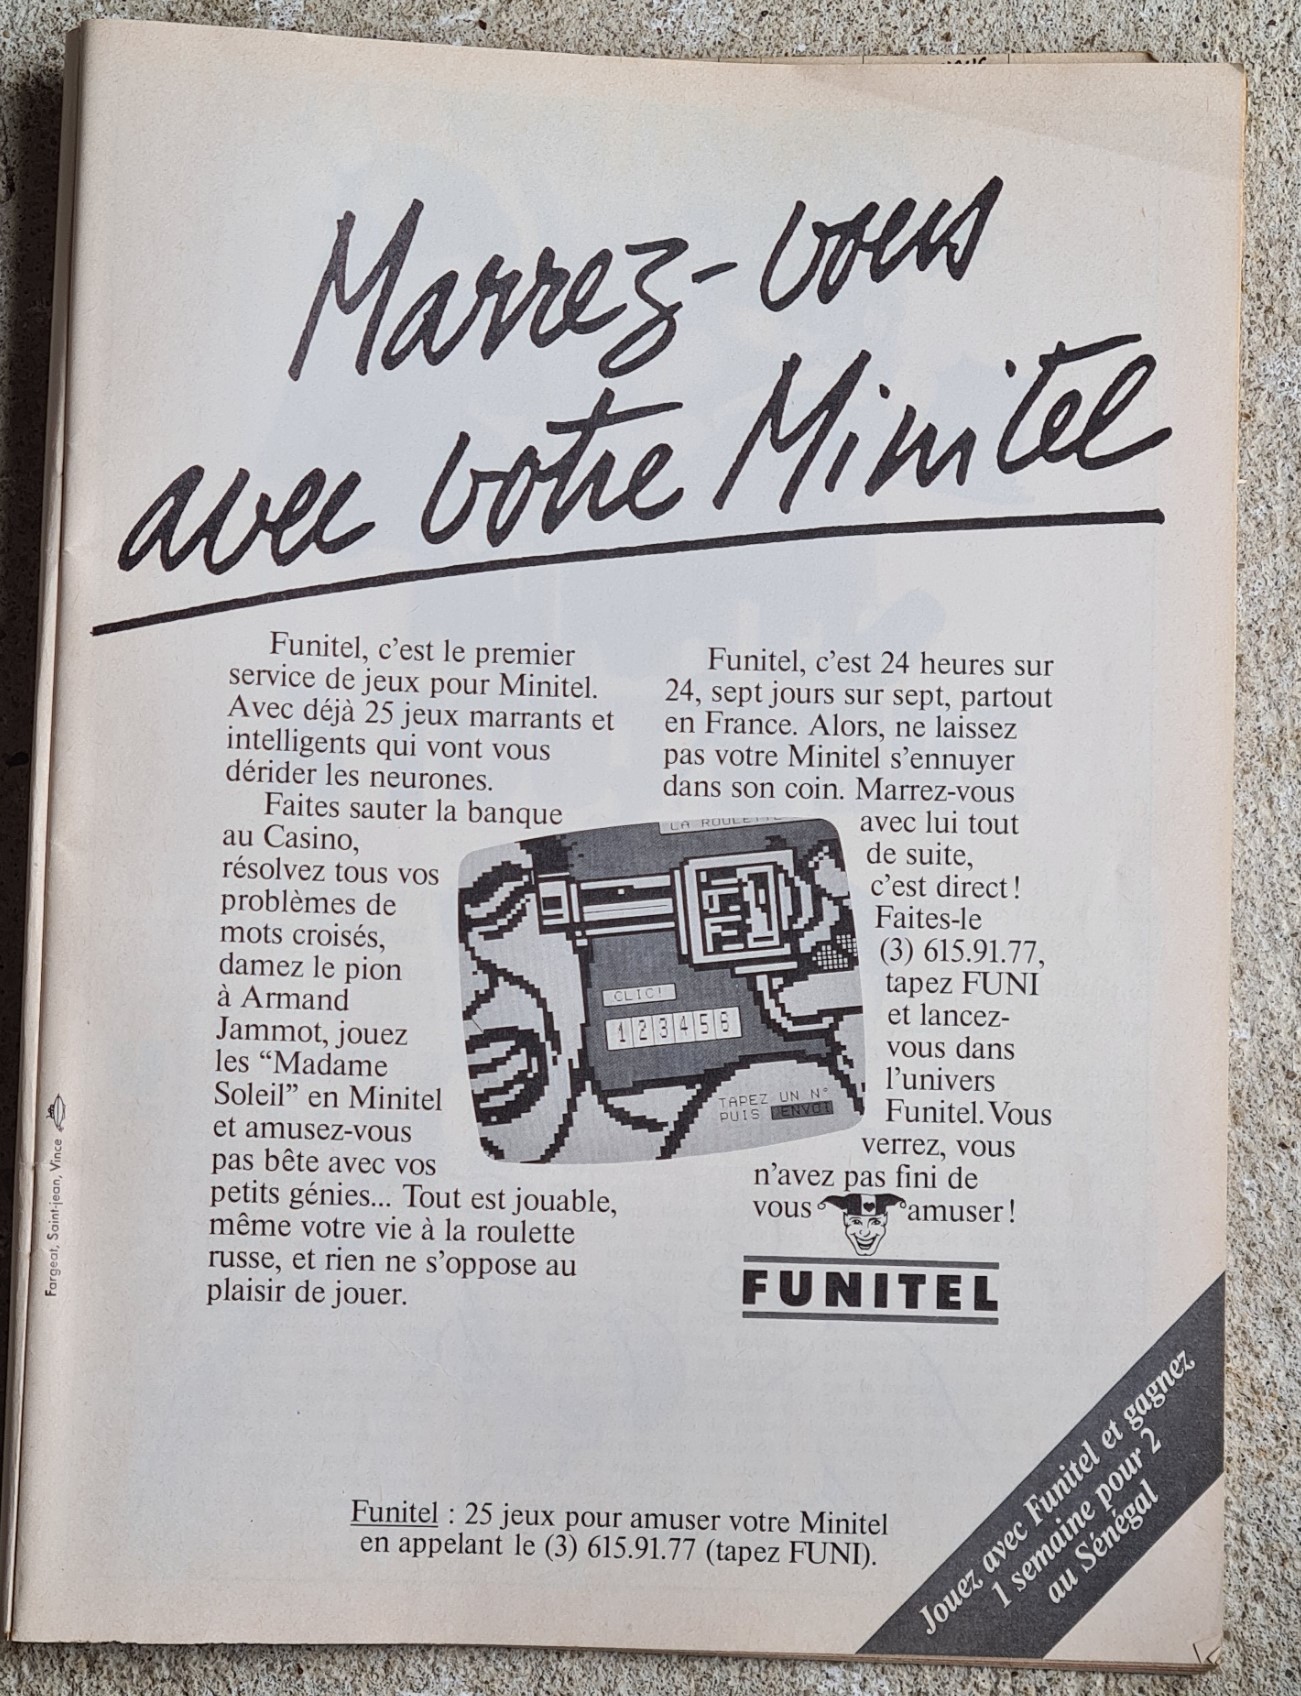 Marrez-vous
avec votre Minitel
Funitel, c'est le premier
service de jeux pour Minitel.
Avec déjà 25 jeux marrants et
intelligents qui vont vous
dérider les neurones.
Faites sauter la banque
au Casino,
résolvez tous vos
problèmes de
mots croisés,
damez le pion
à Armand
Jammot, jouez
les “Madame
Soleil” en Minitel
et amusez-vous
pas bête avec vos
petits génies... Tout est jouable,
même votre vie à la roulette
russe, et rien ne s'oppose au
plaisir de jouer.
LA ROULETTE
CLIC!
1 2 3 4 5 6
TAPEZ UN N°
PUIS ENVOI
Funitel, c'est 24 heures sur
24, sept jours sur sept, partout
en France. Alors, ne laissez
pas votre Minitel s'ennuyer
dans son coin. Marrez-vous
avec lui tout
de suite,
c'est direct!
Faites-le
(3) 615.91.77,
tapez FUNI
et lancez-
vous dans
l'univers
Funitel. Vous
verrez, vous
n'avez pas fini de
vous amuser!
FUNITEL
Fargeat, Saint-jean, Vince
Funitel : 25 jeux pour amuser votre Minitel
en appelant le (3) 615.91.77 (tapez FUNI).
Jouez avec Funitel et gagnez
1 semaine pour 2
au Sénégal